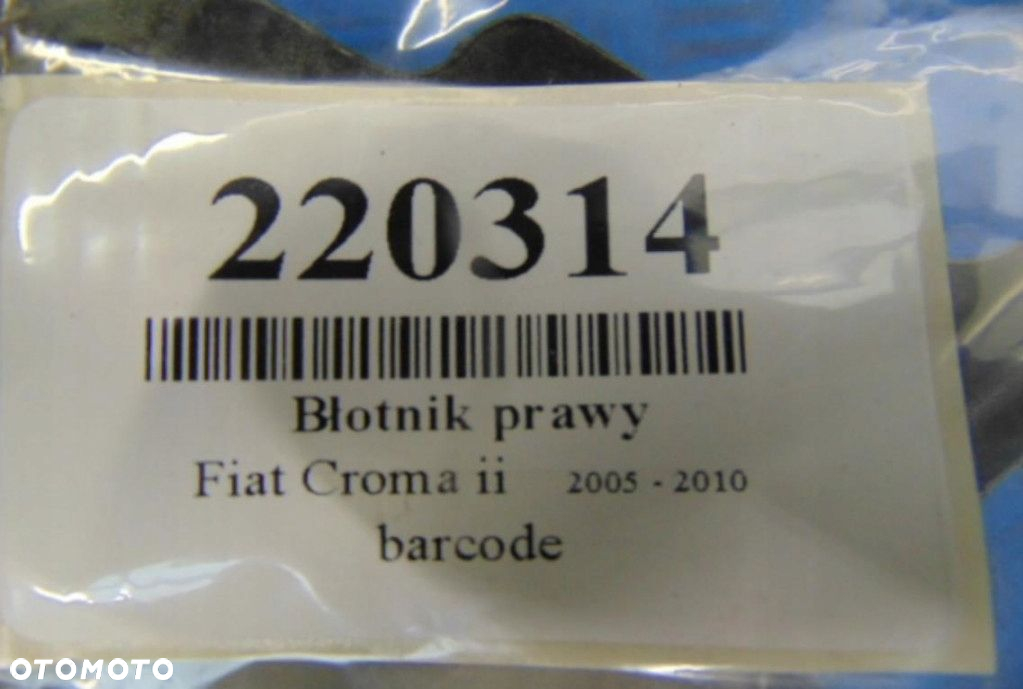 220314
Błotnik prawy
Fiat Croma ii 2005 - 2010
barcode
OTOMOTO